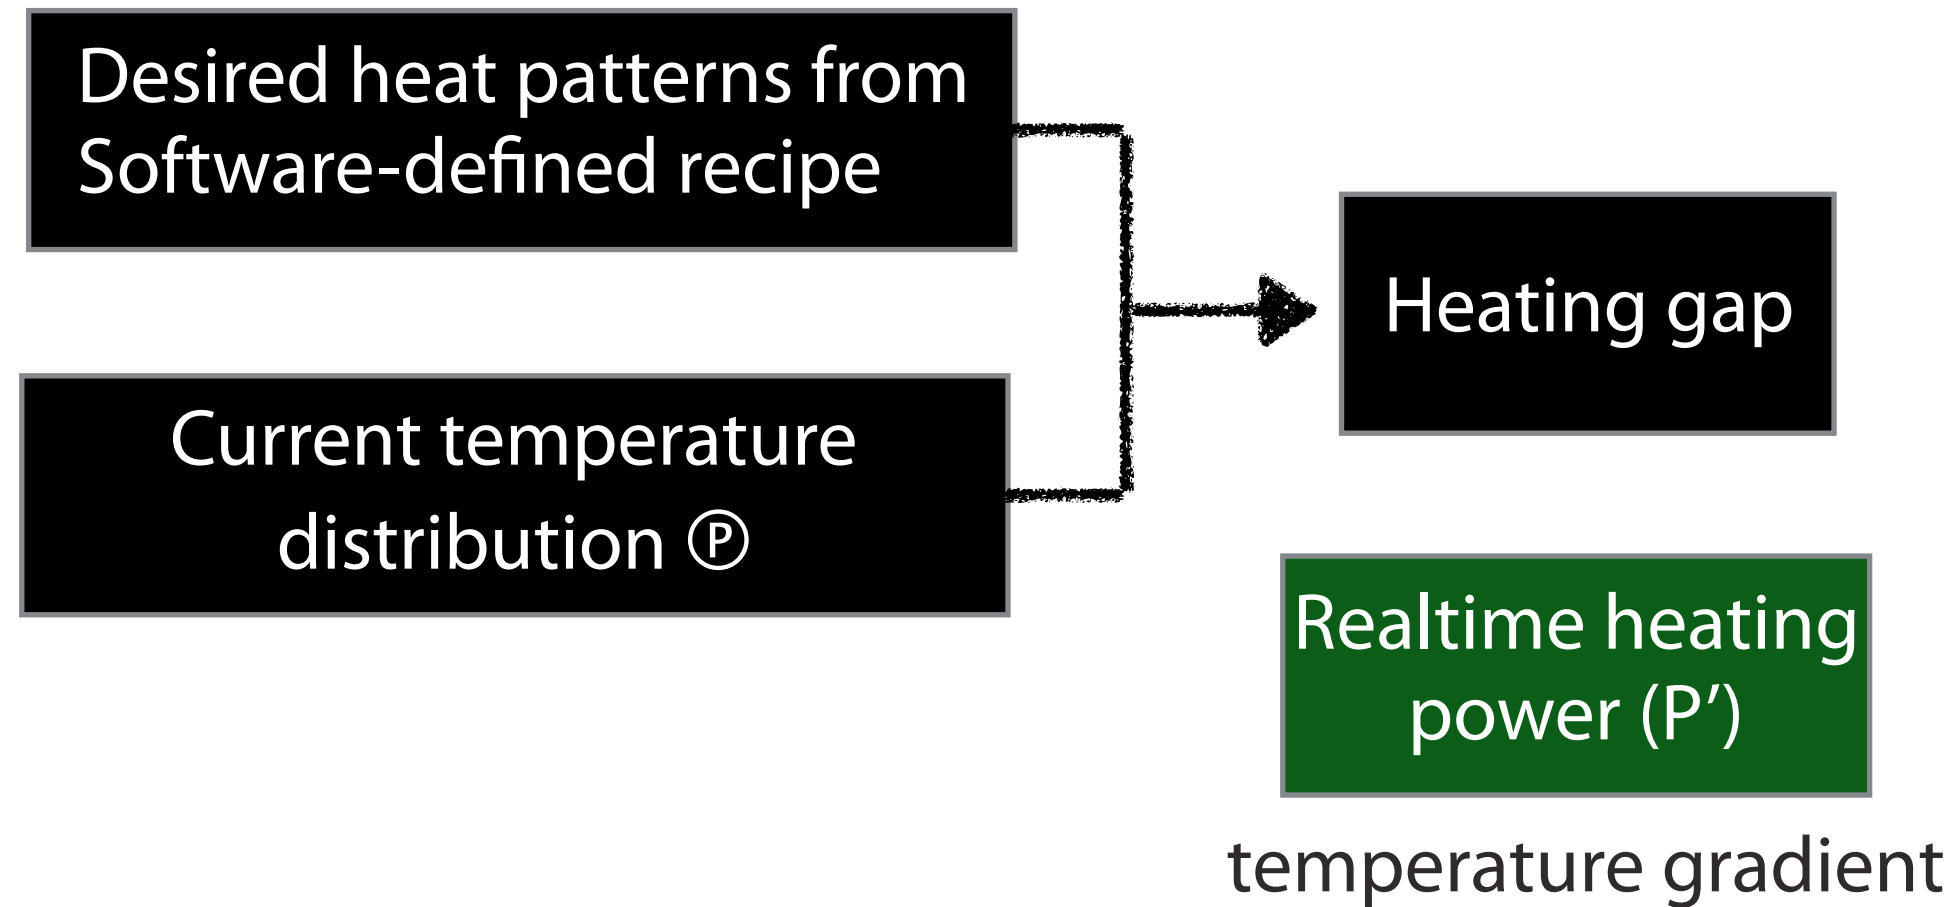 Desired heat patterns from
Software-defined recipe
Current temperature
distribution Ⓟ
Heating gap
Realtime heating
power (P’)
temperature gradient